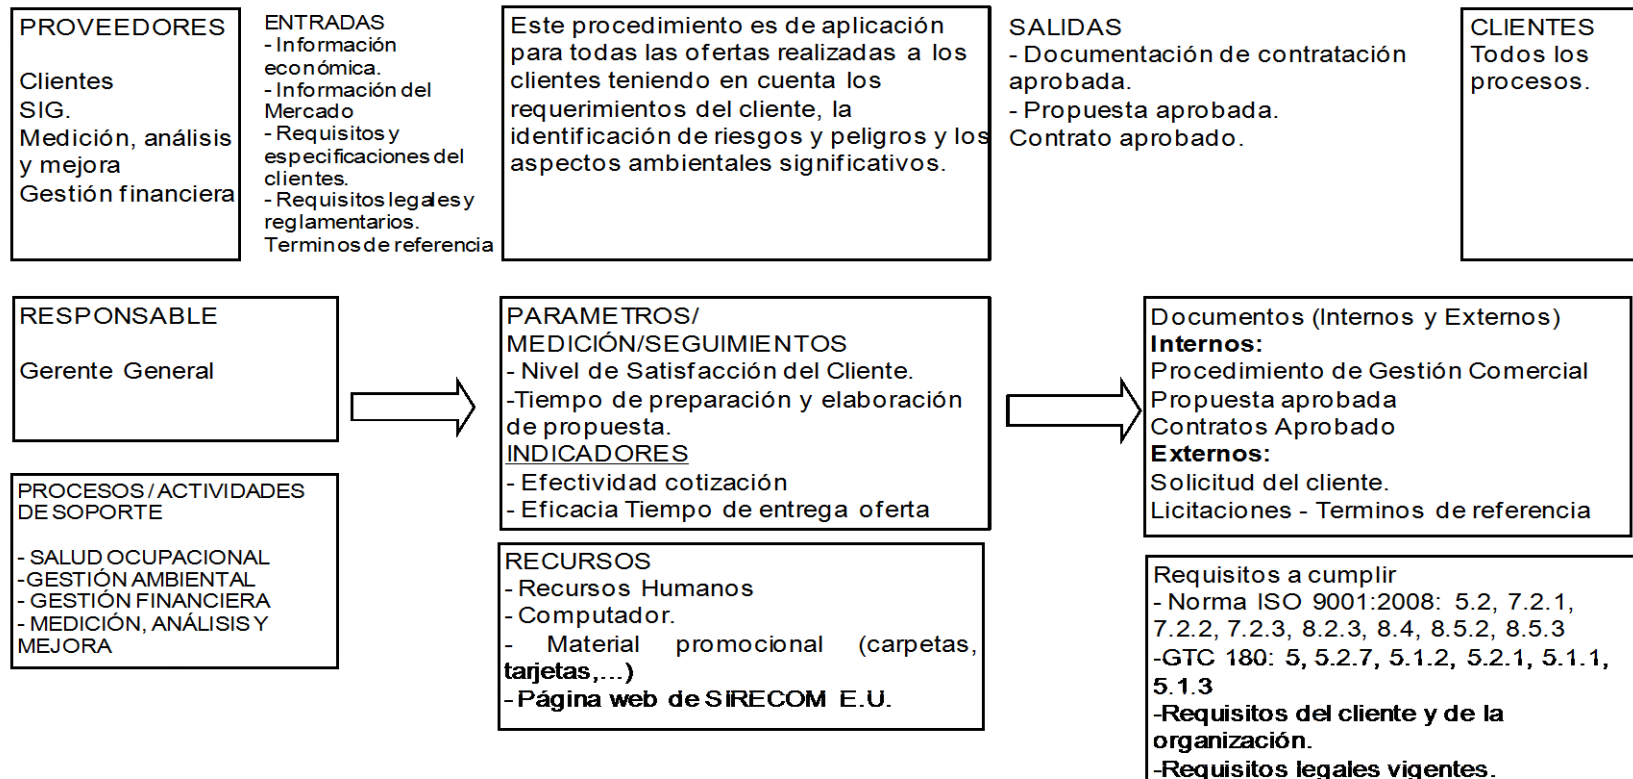 PROVEEDORES
Clientes
SIG.
Medición, análisis
y mejora
Gestión financiera
ENTRADAS
- Información
económica.
- Información del
Mercado
- Requisitos y
especificaciones del
clientes.
- Requisitos legales y
reglamentarios.
Terminos de referencia
Este procedimiento es de aplicación
para todas las ofertas realizadas a los
clientes teniendo en cuenta los
requerimientos del cliente, la
identificación de riesgos y peligros y los
aspectos ambientales significativos.
SALIDAS
- Documentación de contratación
aprobada.
- Propuesta aprobada.
Contrato aprobado.
CLIENTES
Todos los
procesos.
RESPONSABLE
Gerente General
PARAMETROS/
MEDICIÓN/SEGUIMIENTOS
- Nivel de Satisfacción del Cliente.
-Tiempo de preparación y elaboración
de propuesta.
INDICADORES
- Efectividad cotización
- Eficacia Tiempo de entrega oferta
Documentos (Internos y Externos)
Internos:
Procedimiento de Gestión Comercial
Propuesta aprobada
Contratos Aprobado
Externos:
Solicitud del cliente.
Licitaciones - Terminos de referencia
PROCESOS / ACTIVIDADES
DE SOPORTE
- SALUD OCUPACIONAL
-GESTIÓN AMBIENTAL
- GESTIÓN FINANCIERA
- MEDICIÓN, ANÁLISIS Y
MEJORA
RECURSOS
- Recursos Humanos
- Computador.
- Material promocional (carpetas,
tarjetas,...)
- Página web de SIRECOM E.U.
Requisitos a cumplir
- Norma ISO 9001:2008: 5.2, 7.2.1,
7.2.2, 7.2.3, 8.2.3, 8.4, 8.5.2, 8.5.3
-GTC 180: 5, 5.2.7, 5.1.2, 5.2.1, 5.1.1,
5.1.3
-Requisitos del cliente y de la
organización.
-Requisitos legales vigentes.